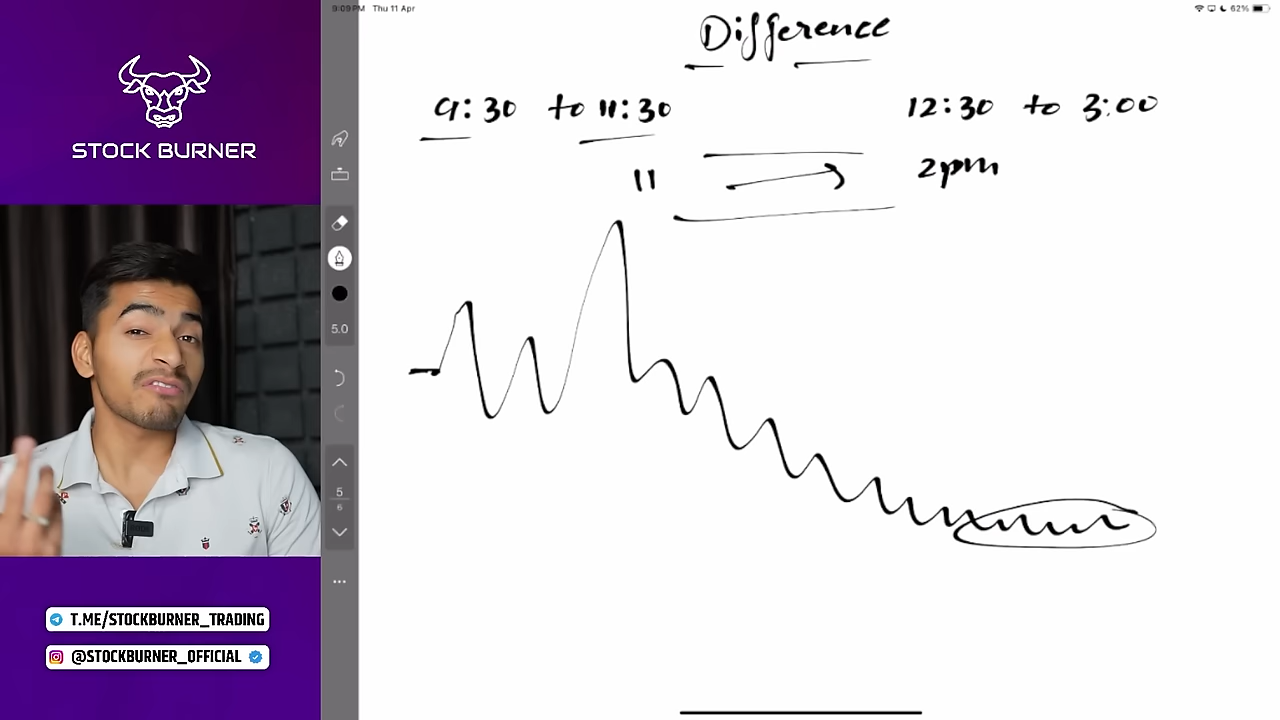 9:09 PM Thu 11 Apr
62%
STOCK BURNER
Difference
9:30 to 11:30
12:30 to 3:00
11
2pm
5.0
5
6
T.ME/STOCKBURNER_TRADING
@STOCKBURNER_OFFICIAL